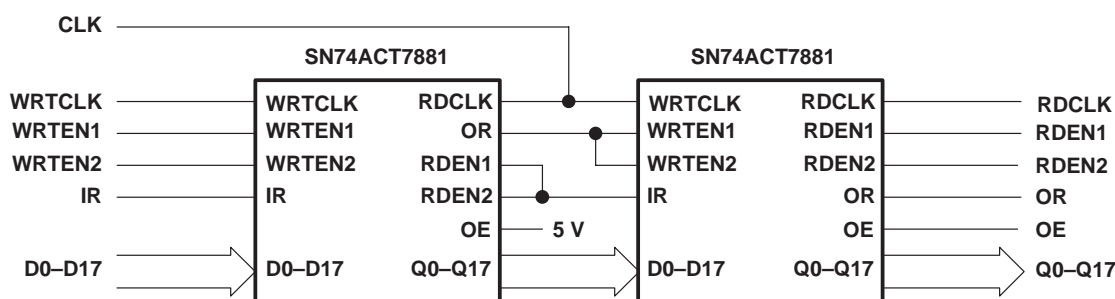 CLK
SN74ACT7881 SN74ACT7881
WRTCLK WRTCLK RDCLK WRTCLK RDCLK RDCLK
WRTEN1 WRTEN1 OR WRTEN1 RDEN1 RDEN1
WRTEN2 WRTEN2 RDEN1 WRTEN2 RDEN2 RDEN2
IR IR RDEN2 IR OR OR
OE 5 V OE OE
D0–D17 D0–D17 Q0–Q17 D0–D17 Q0–Q17 Q0–Q17